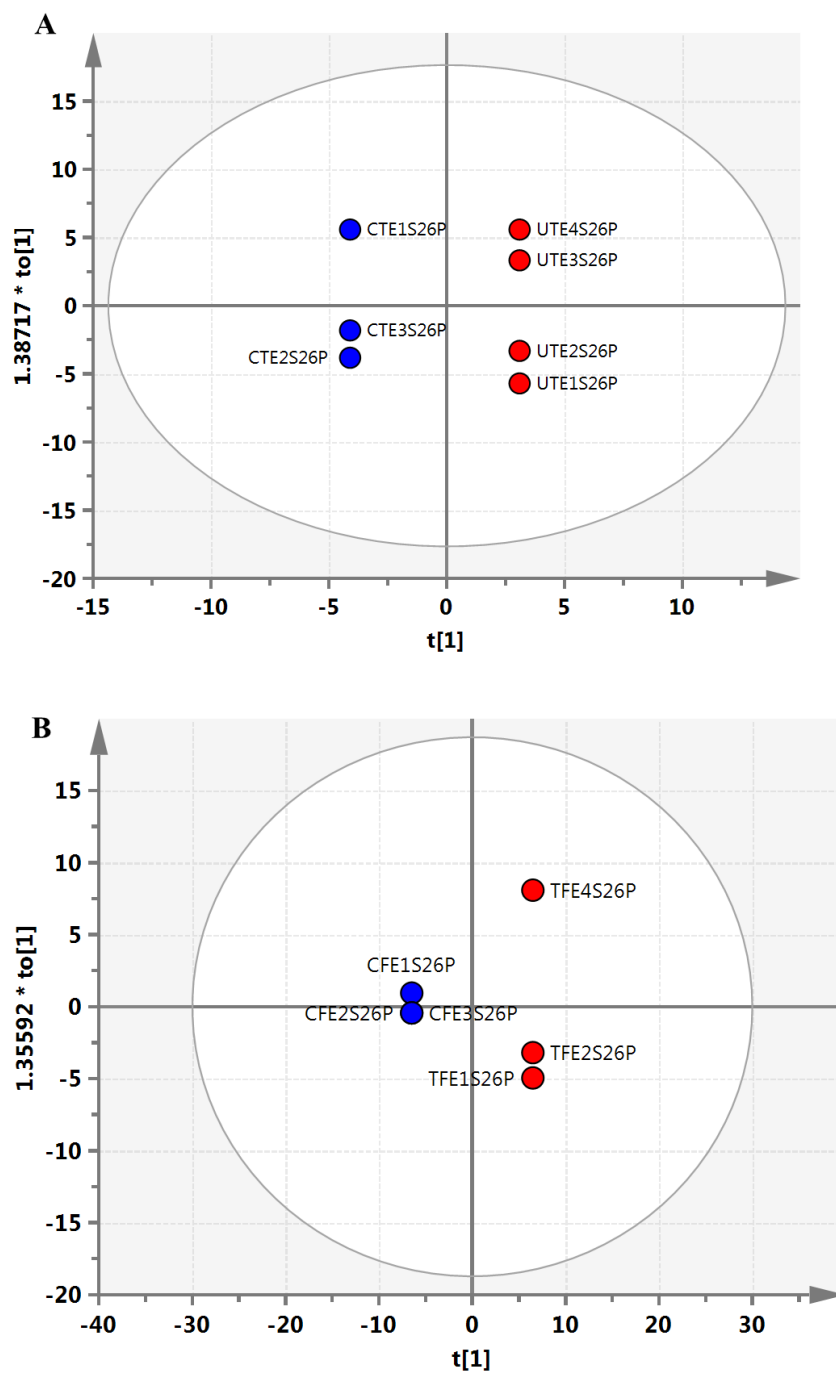 A
15
10
5
0
-5
-10
-15
-20
1.38717 * to[1]
CTE1S26P
UTE4S26P
UTE3S26P
CTE3S26P
CTE2S26P
UTE2S26P
UTE1S26P
-15 -10 -5 0 5 10
t[1]
B
15
10
5
0
-5
-10
-15
-20
1.35592 * to[1]
TFE4S26P
CFE1S26P
CFE2S26P CFE3S26P
TFE2S26P
TFE1S26P
-40 -30 -20 -10 0 10 20 30
t[1]